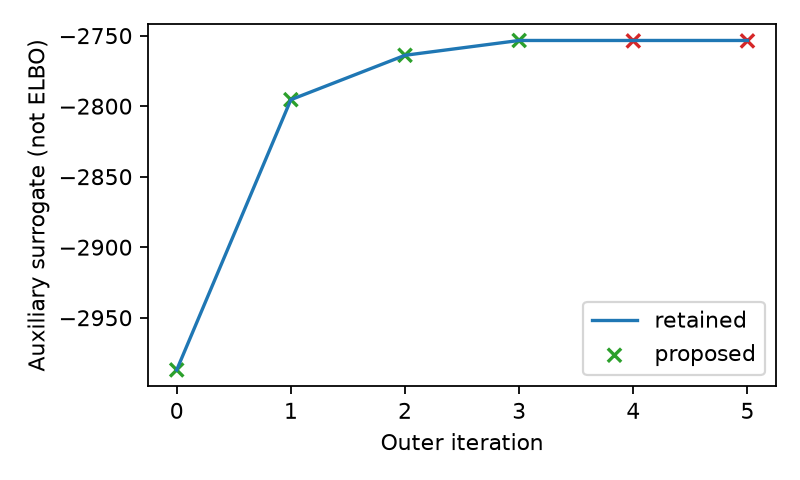 Auxiliary surrogate (not ELBO)
−2750
−2800
−2850
−2900
−2950
retained
proposed
0 1 2 3 4 5
Outer iteration